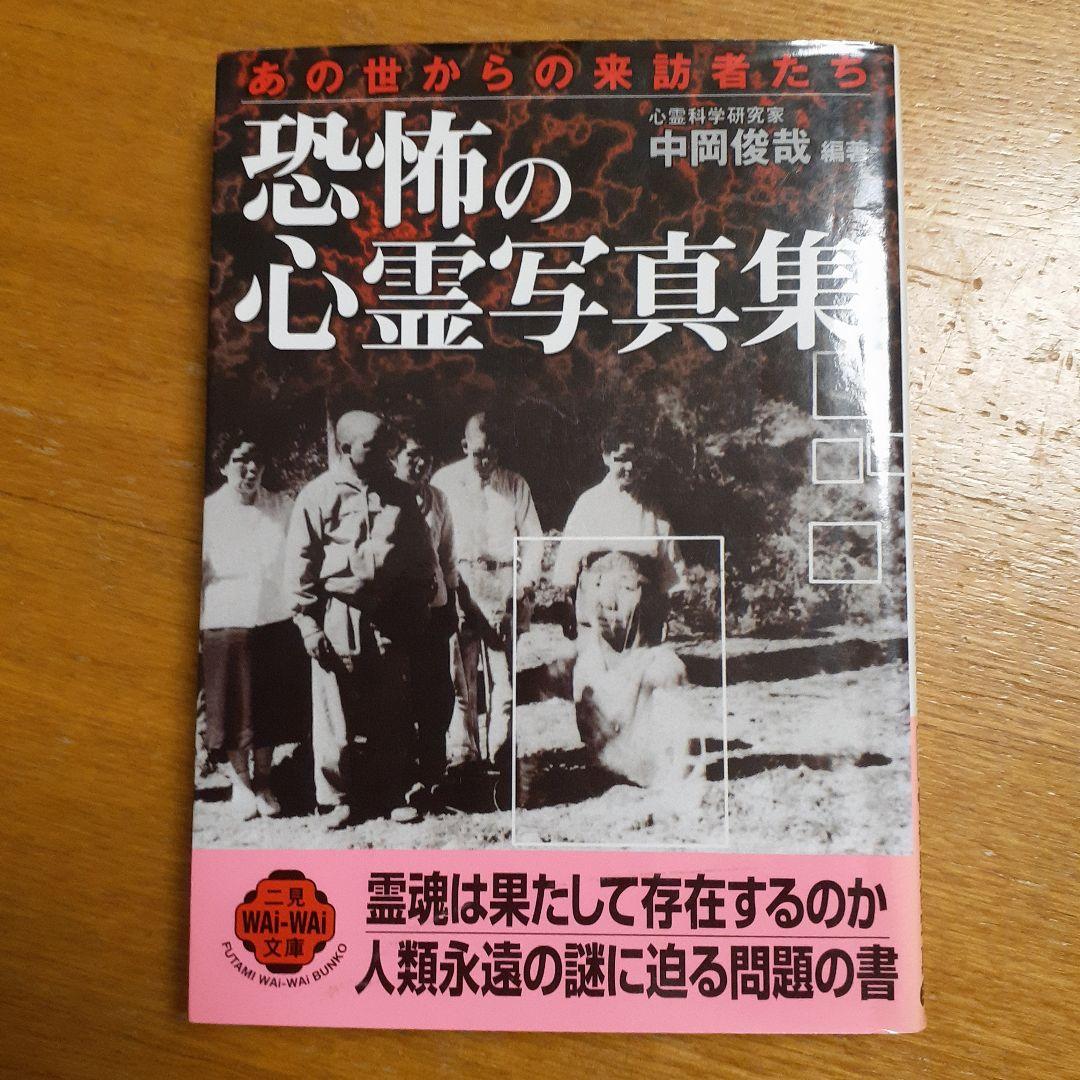 あの世からの来訪者たち
心霊科学研究家
中岡俊哉 編著
恐怖の
心霊写真集
霊魂は果たして存在するのか
人類永遠の謎に迫る問題の書
二見
WAi-WAi
文庫
FUTAMI WAi-WAi BUNKO